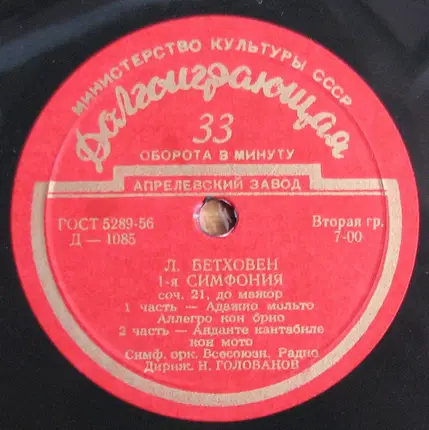 МИНИСТЕРСТВО КУЛЬТУРЫ СССР
Долгоиграющая
33
ОБОРОТА В МИНУТУ
АПРЕЛЕВСКИЙ ЗАВОД
ГОСТ 5289-56
Д — 1085
Вторая гр.
7-00
Л. БЕТХОВЕН
1-я СИМФОНИЯ
соч. 21, до мажор
1 часть — Адажио мольто
Аллегро кон брио
2 часть — Анданте кантабиле
кон мото
Симф. орк. Всесоюзн. Радио
Дириж. Н. ГОЛОВАНОВ